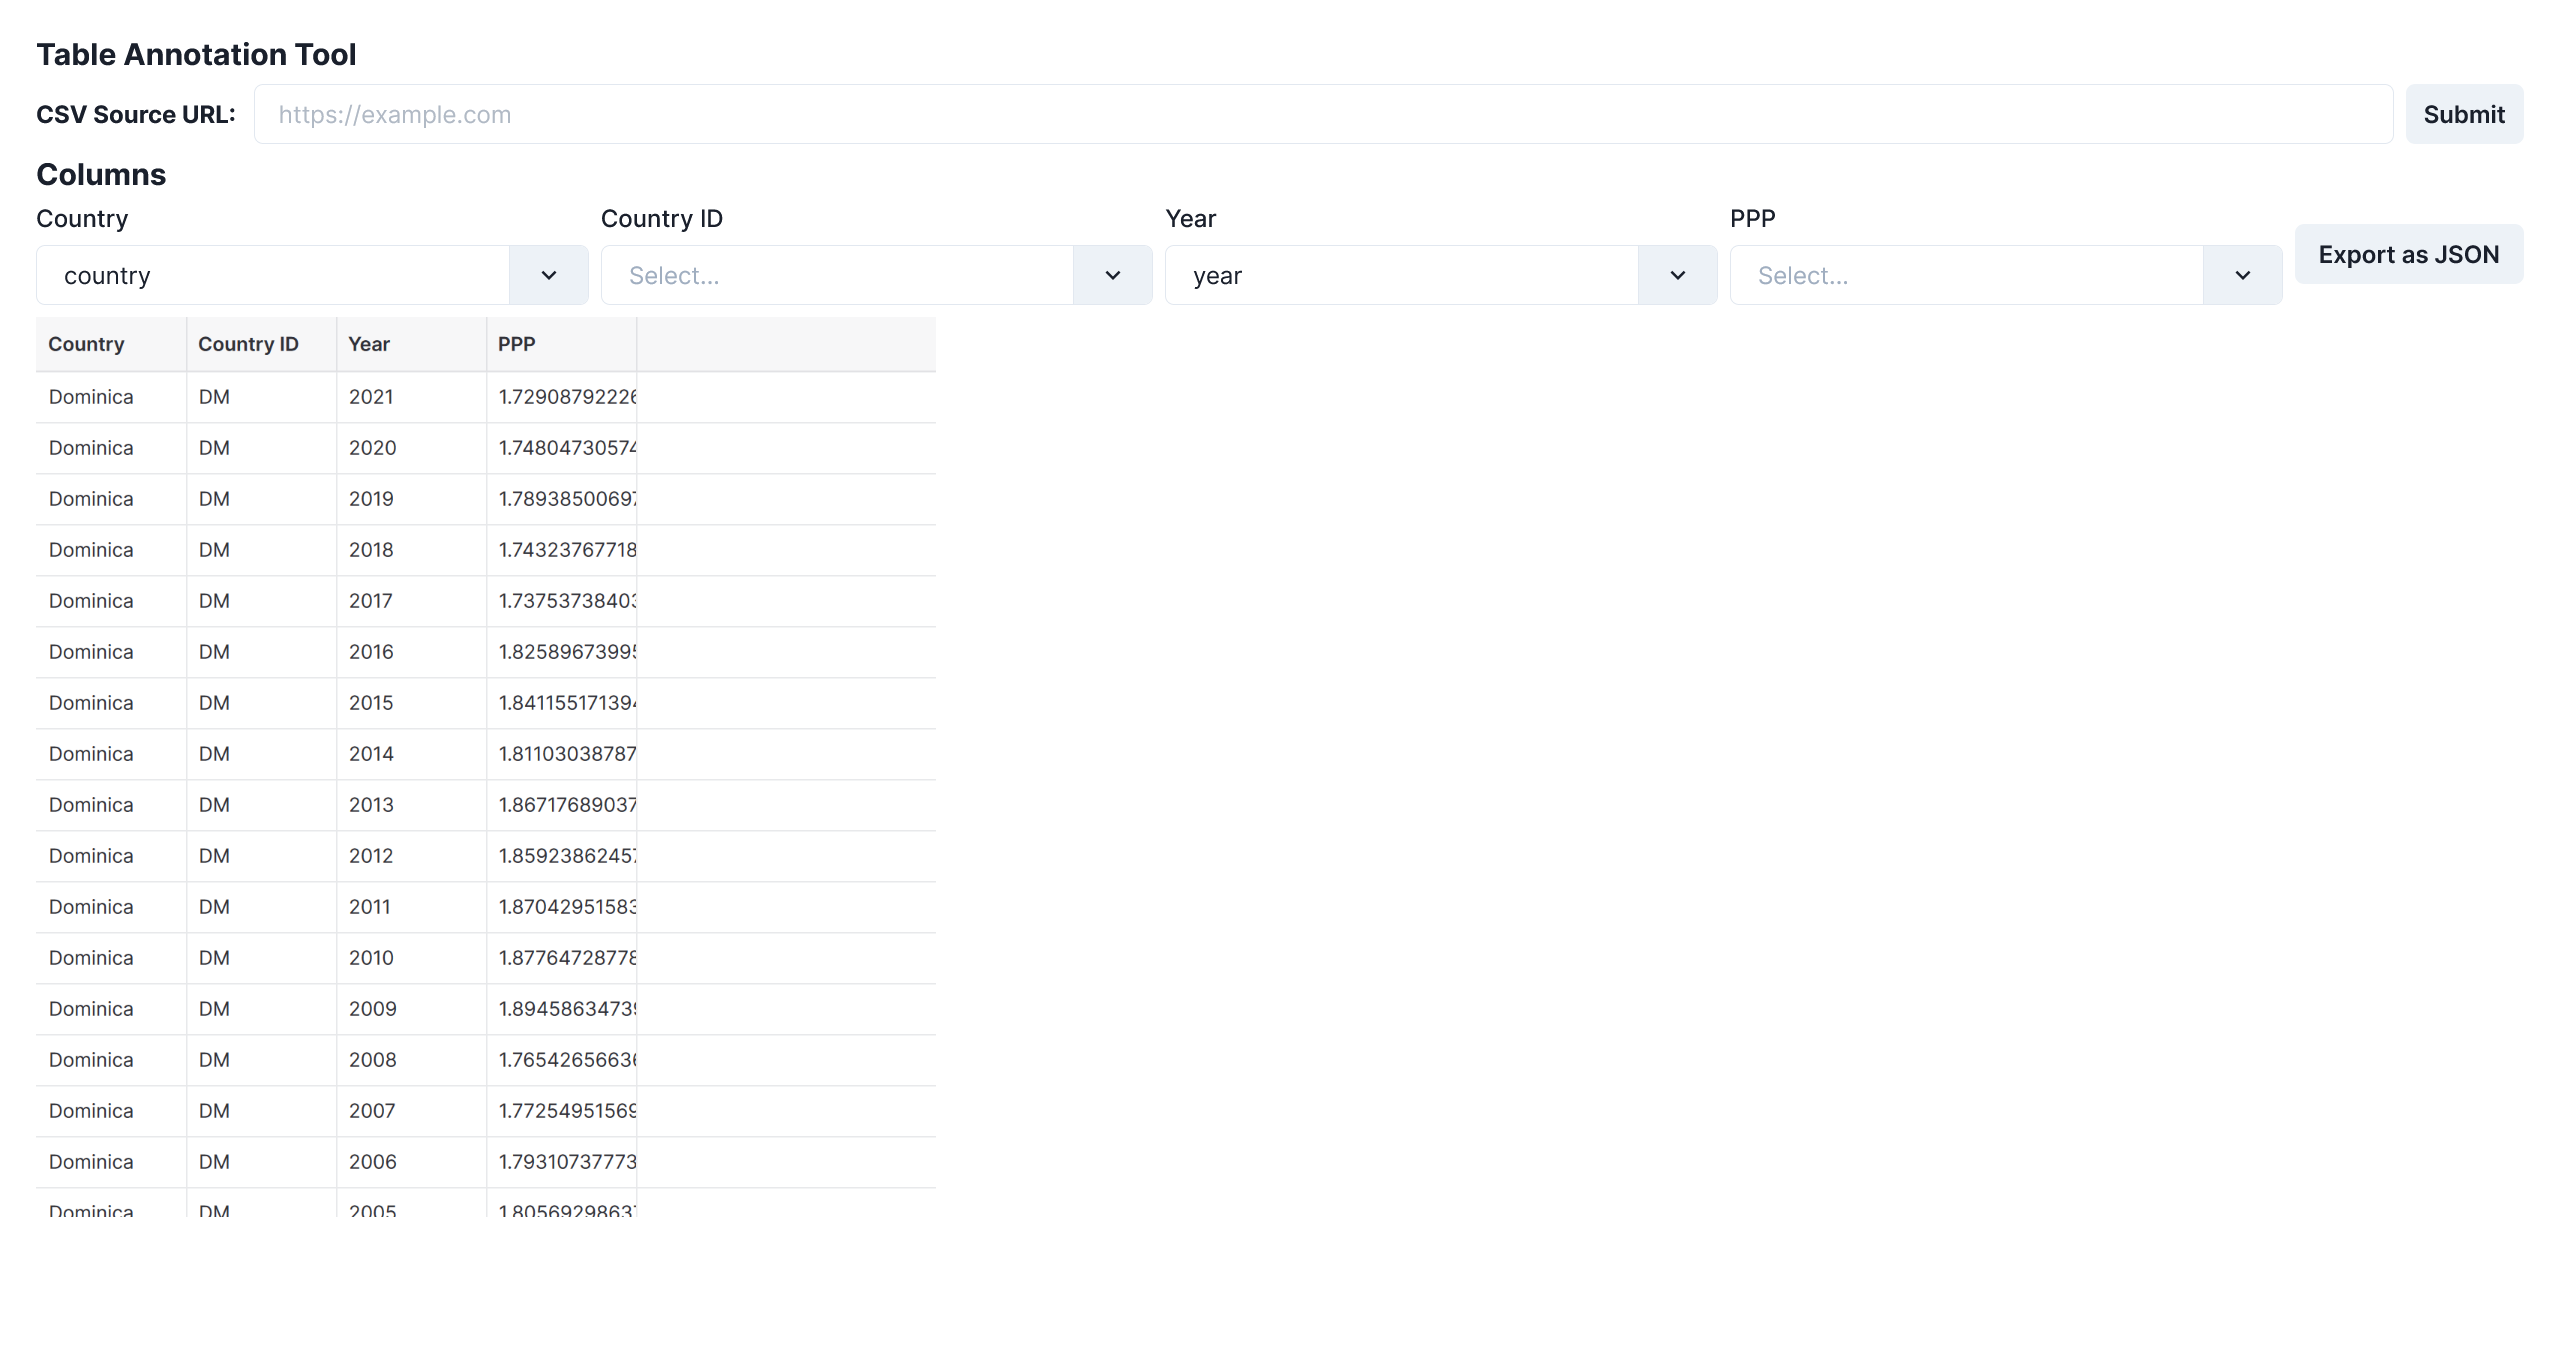 Table Annotation Tool
CSV Source URL: https://example.com Submit
Columns
Country Country ID Year PPP
country Select... year Select... Export as JSON
Country Country ID Year PPP
Dominica DM 2021 1.72908792226
Dominica DM 2020 1.74804730574
Dominica DM 2019 1.78938500697
Dominica DM 2018 1.74323767718
Dominica DM 2017 1.73753738403
Dominica DM 2016 1.82589673995
Dominica DM 2015 1.841155171394
Dominica DM 2014 1.81103038787
Dominica DM 2013 1.86717689037
Dominica DM 2012 1.85923862457
Dominica DM 2011 1.87042951583
Dominica DM 2010 1.87764728778
Dominica DM 2009 1.89458634739
Dominica DM 2008 1.76542656636
Dominica DM 2007 1.77254951569
Dominica DM 2006 1.79310737773
Dominica DM 2005 1.80569298637